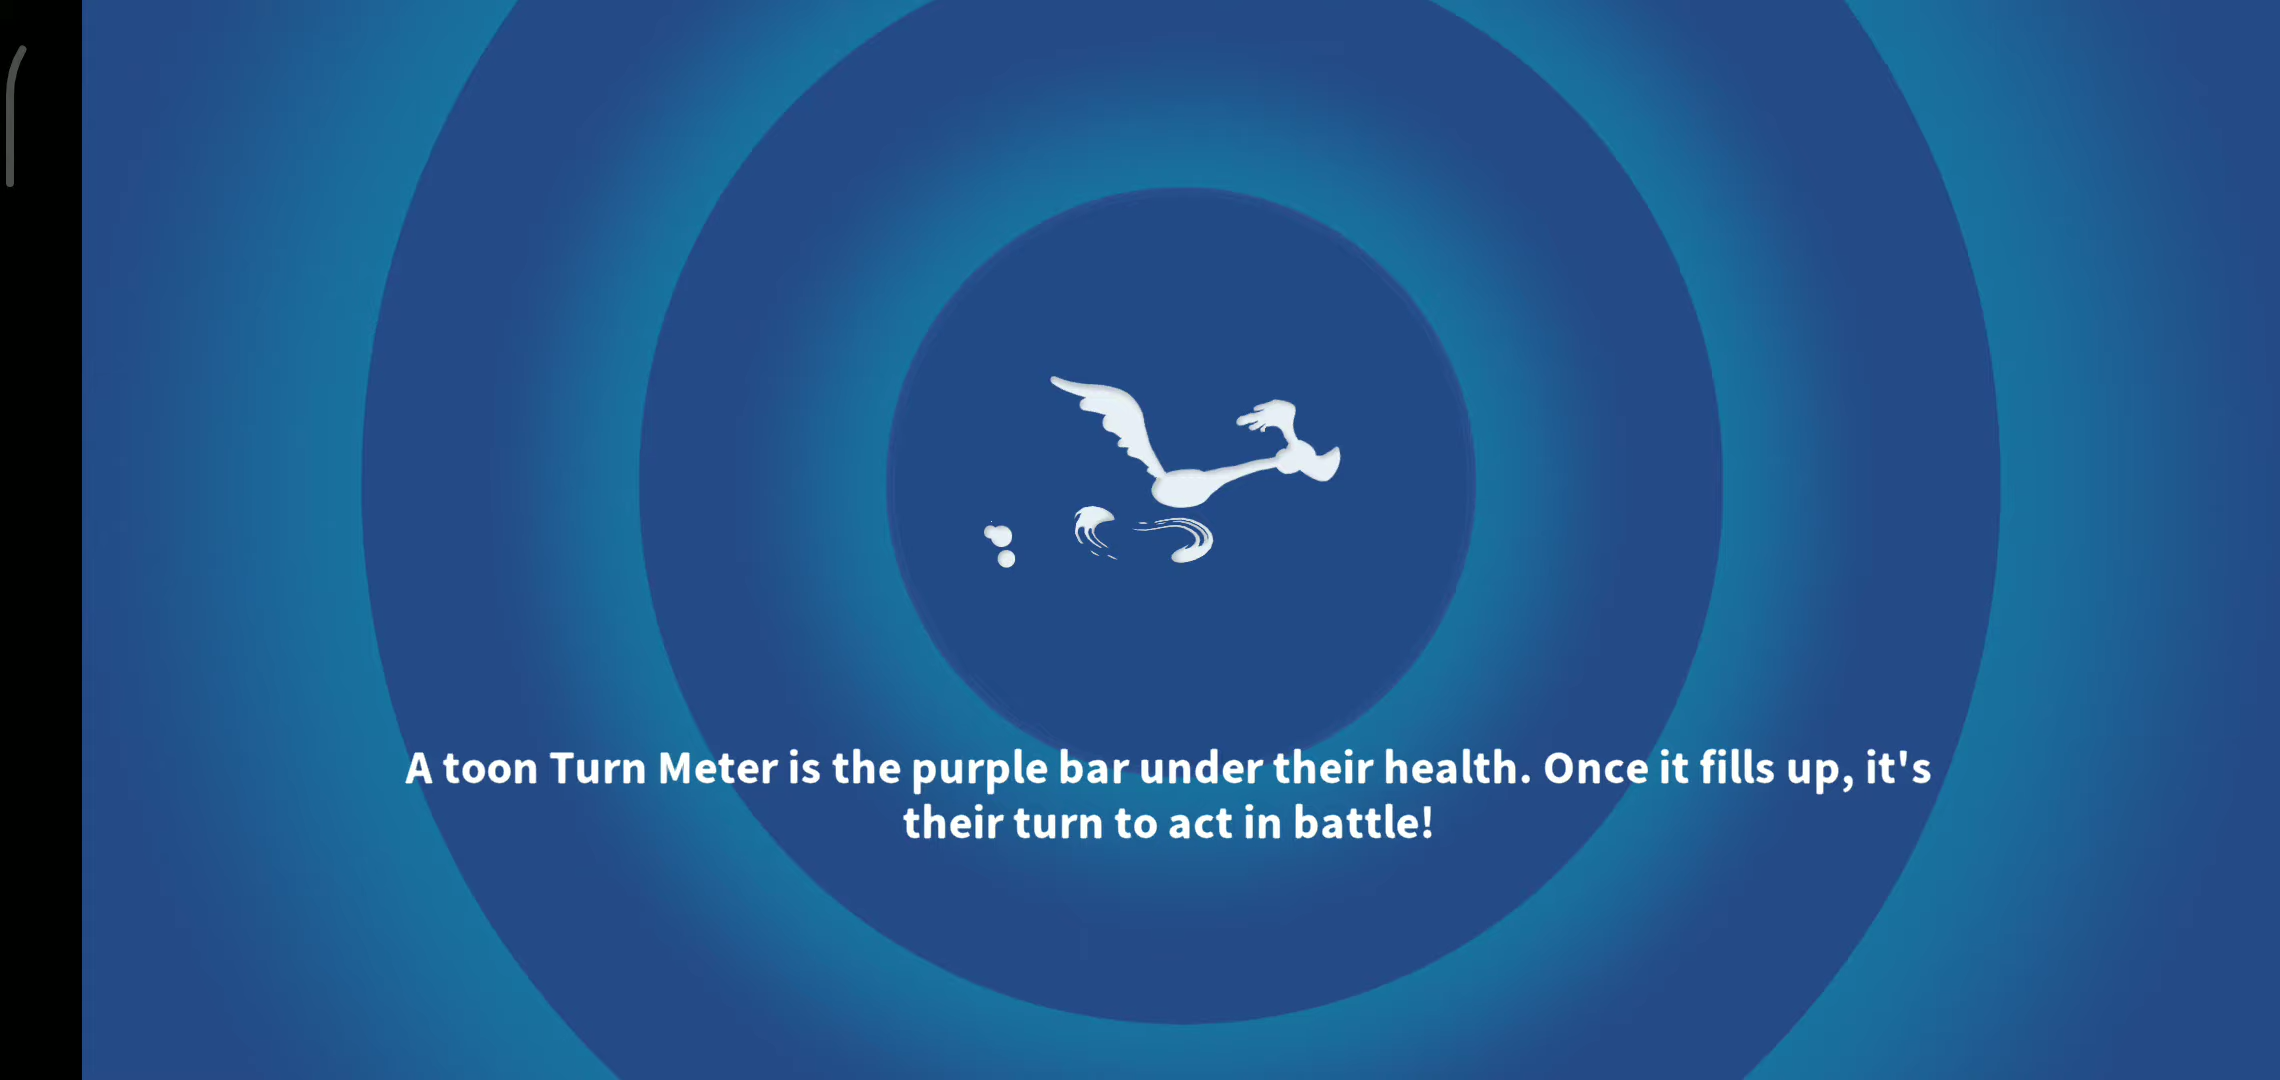 A toon Turn Meter is the purple bar under their health. Once it fills up, it's
their turn to act in battle!